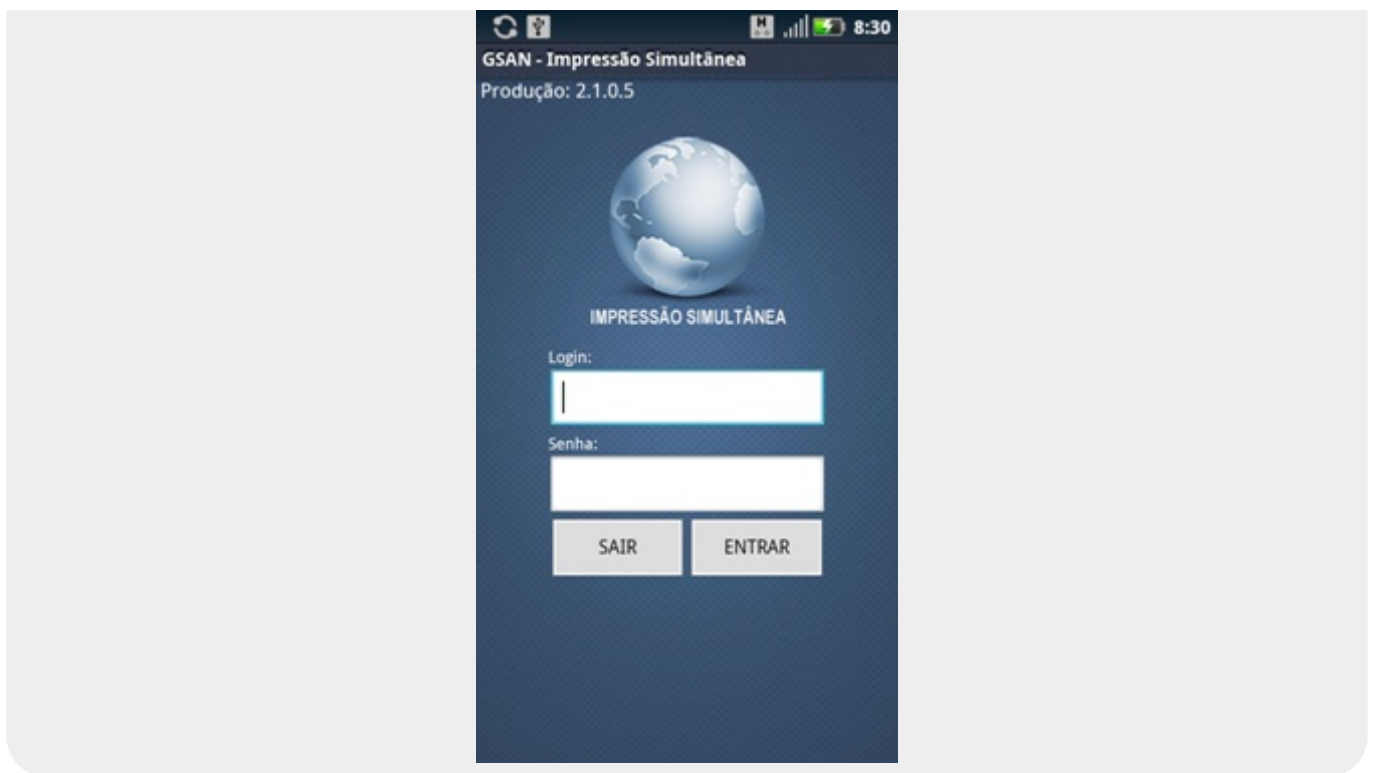 8:30
GSAN - Impressão Simultânea
Produção: 2.1.0.5
IMPRESSÃO SIMULTÂNEA
Login:
Senha:
SAIR ENTRAR